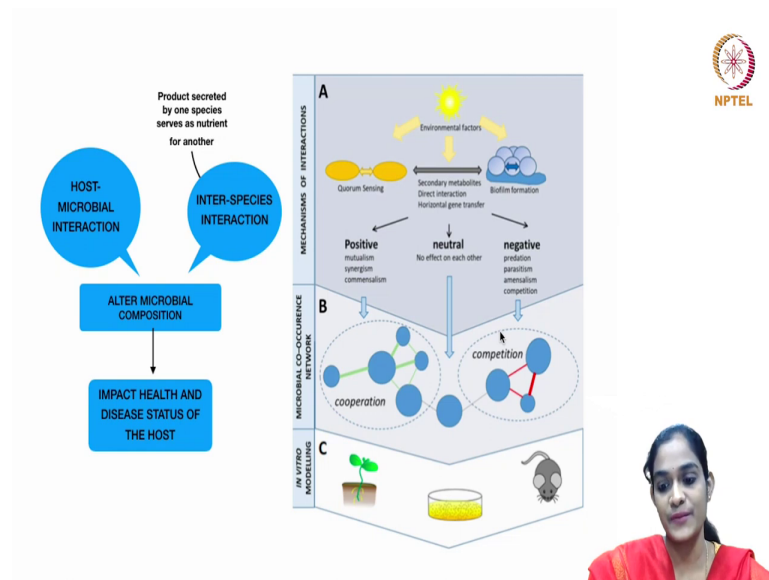 NPTEL
Product secreted
by one species
serves as nutrient
for another
HOST-
MICROBIAL
INTERACTION
INTER-SPECIES
INTERACTION
ALTER MICROBIAL
COMPOSITION
IMPACT HEALTH AND
DISEASE STATUS OF
THE HOST
A
MECHANISMS OF INTERACTIONS
Environmental factors
Quorum Sensing
Secondary metabolites
Direct interaction
Horizontal gene transfer
Biofilm formation
Positive
mutualism
synergism
commensalism
neutral
No effect on each other
negative
predation
parasitism
amensalism
competition
B
MICROBIAL CO-OCCURENCE
NETWORK
cooperation
competition
C
IN VITRO
MODELLING